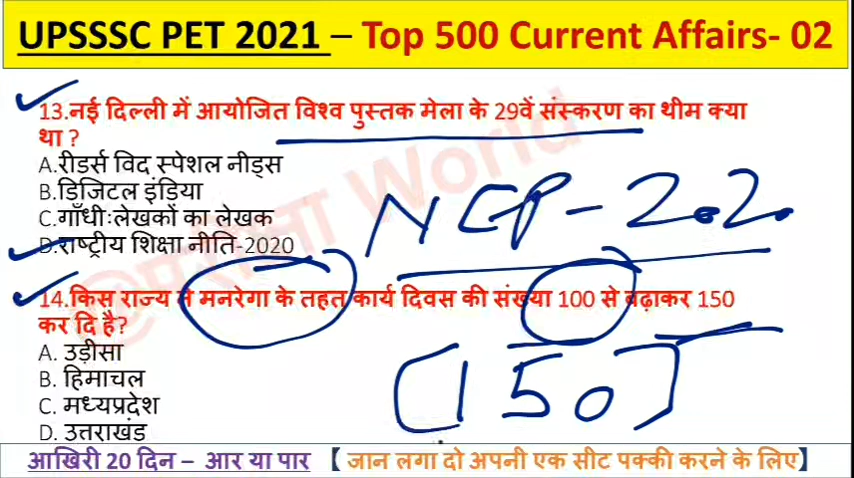 UPSSSC PET 2021 – Top 500 Current Affairs- 02
13.नई दिल्ली में आयोजित विश्व पुस्तक मेला के 29वें संस्करण का थीम क्या
था ?
A.रीडर्स विद स्पेशल नीड्स
B.डिजिटल इंडिया
C.गाँधीःलेखकों का लेखक
D.राष्ट्रीय शिक्षा नीति-2020
NEP-2020
14.किस राज्य ने मनरेगा के तहत कार्य दिवस की संख्या 100 से बढ़ाकर 150
कर दि है?
A. उड़ीसा
B. हिमाचल
C. मध्यप्रदेश
D. उत्तराखंड
150
आखिरी 20 दिन – आर या पार 【 जान लगा दो अपनी एक सीट पक्की करने के लिए】
World